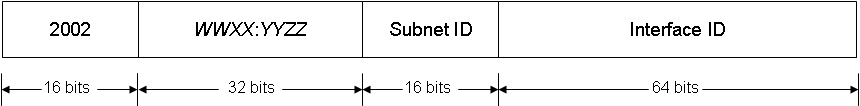 2002 WWXX:YYZZ Subnet ID Interface ID
16 bits 32 bits 16 bits 64 bits